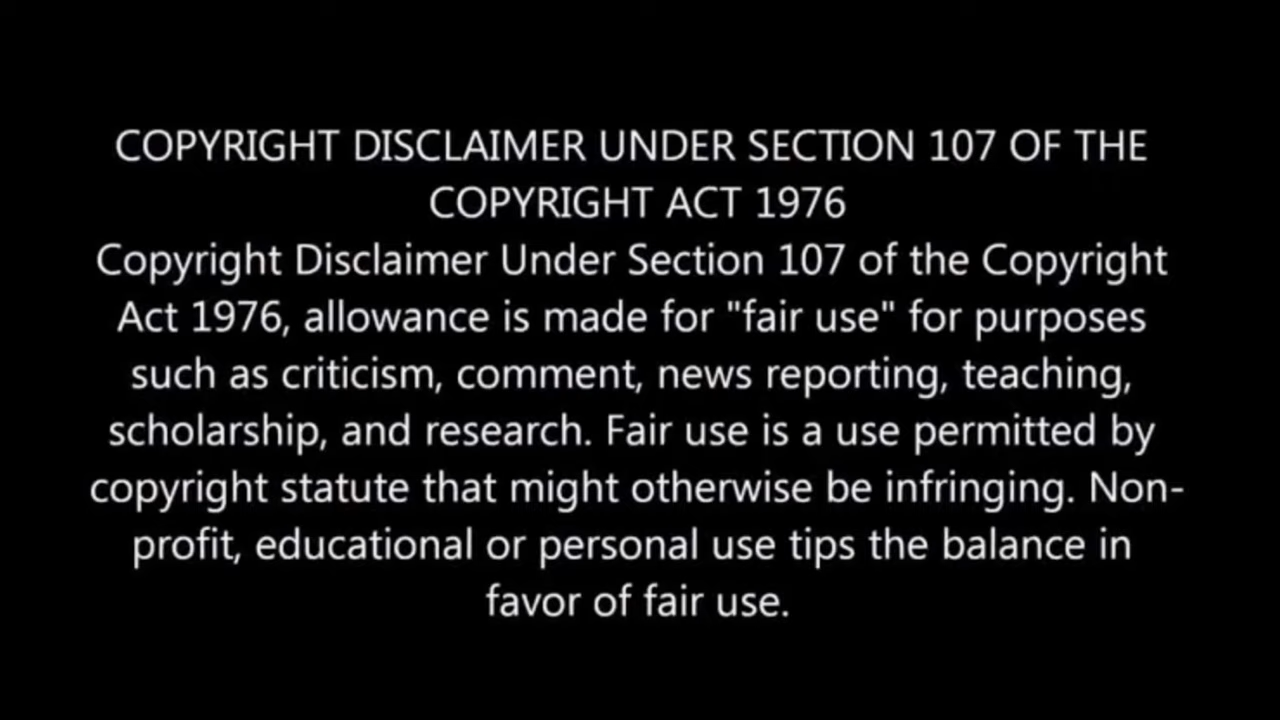 COPYRIGHT DISCLAIMER UNDER SECTION 107 OF THE
COPYRIGHT ACT 1976
Copyright Disclaimer Under Section 107 of the Copyright
Act 1976, allowance is made for "fair use" for purposes
such as criticism, comment, news reporting, teaching,
scholarship, and research. Fair use is a use permitted by
copyright statute that might otherwise be infringing. Non-
profit, educational or personal use tips the balance in
favor of fair use.